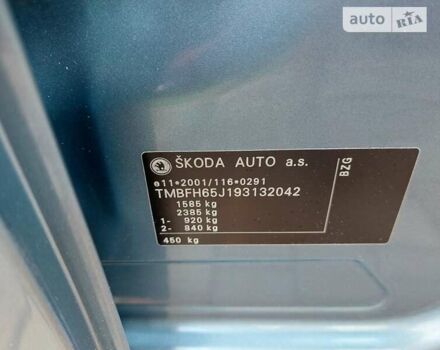 auto RIA
ŠKODA AUTO a.s.
e11*2001/116*0291
TMBFH65J193132042
1585 kg
2385 kg
1- 920 kg
2- 840 kg
450 kg
BZG